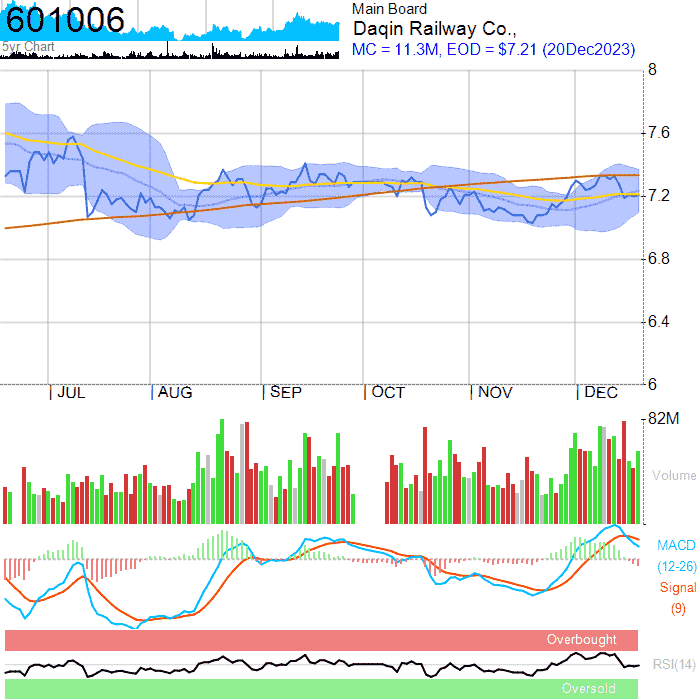 601006
5yr Chart
Main Board
Daqin Railway Co.,
MC = 11.3M, EOD = $7.21 (20Dec2023)
8
7.6
7.2
6.8
6.4
6
| JUL | AUG | SEP | OCT | NOV | DEC
82M
Volume
MACD
(12-26)
Signal
(9)
Overbought
RSI(14)
Oversold